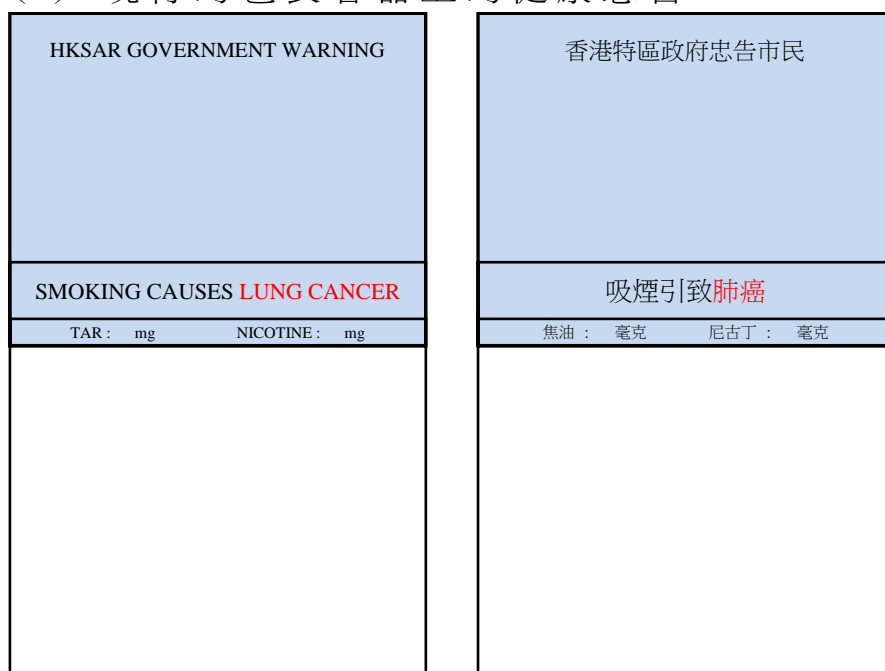 HKSAR GOVERNMENT WARNING
SMOKING CAUSES LUNG CANCER
TAR : mg NICOTINE : mg
香港特區政府忠告市民
吸煙引致肺癌
焦油 : 毫克 尼古丁 : 毫克